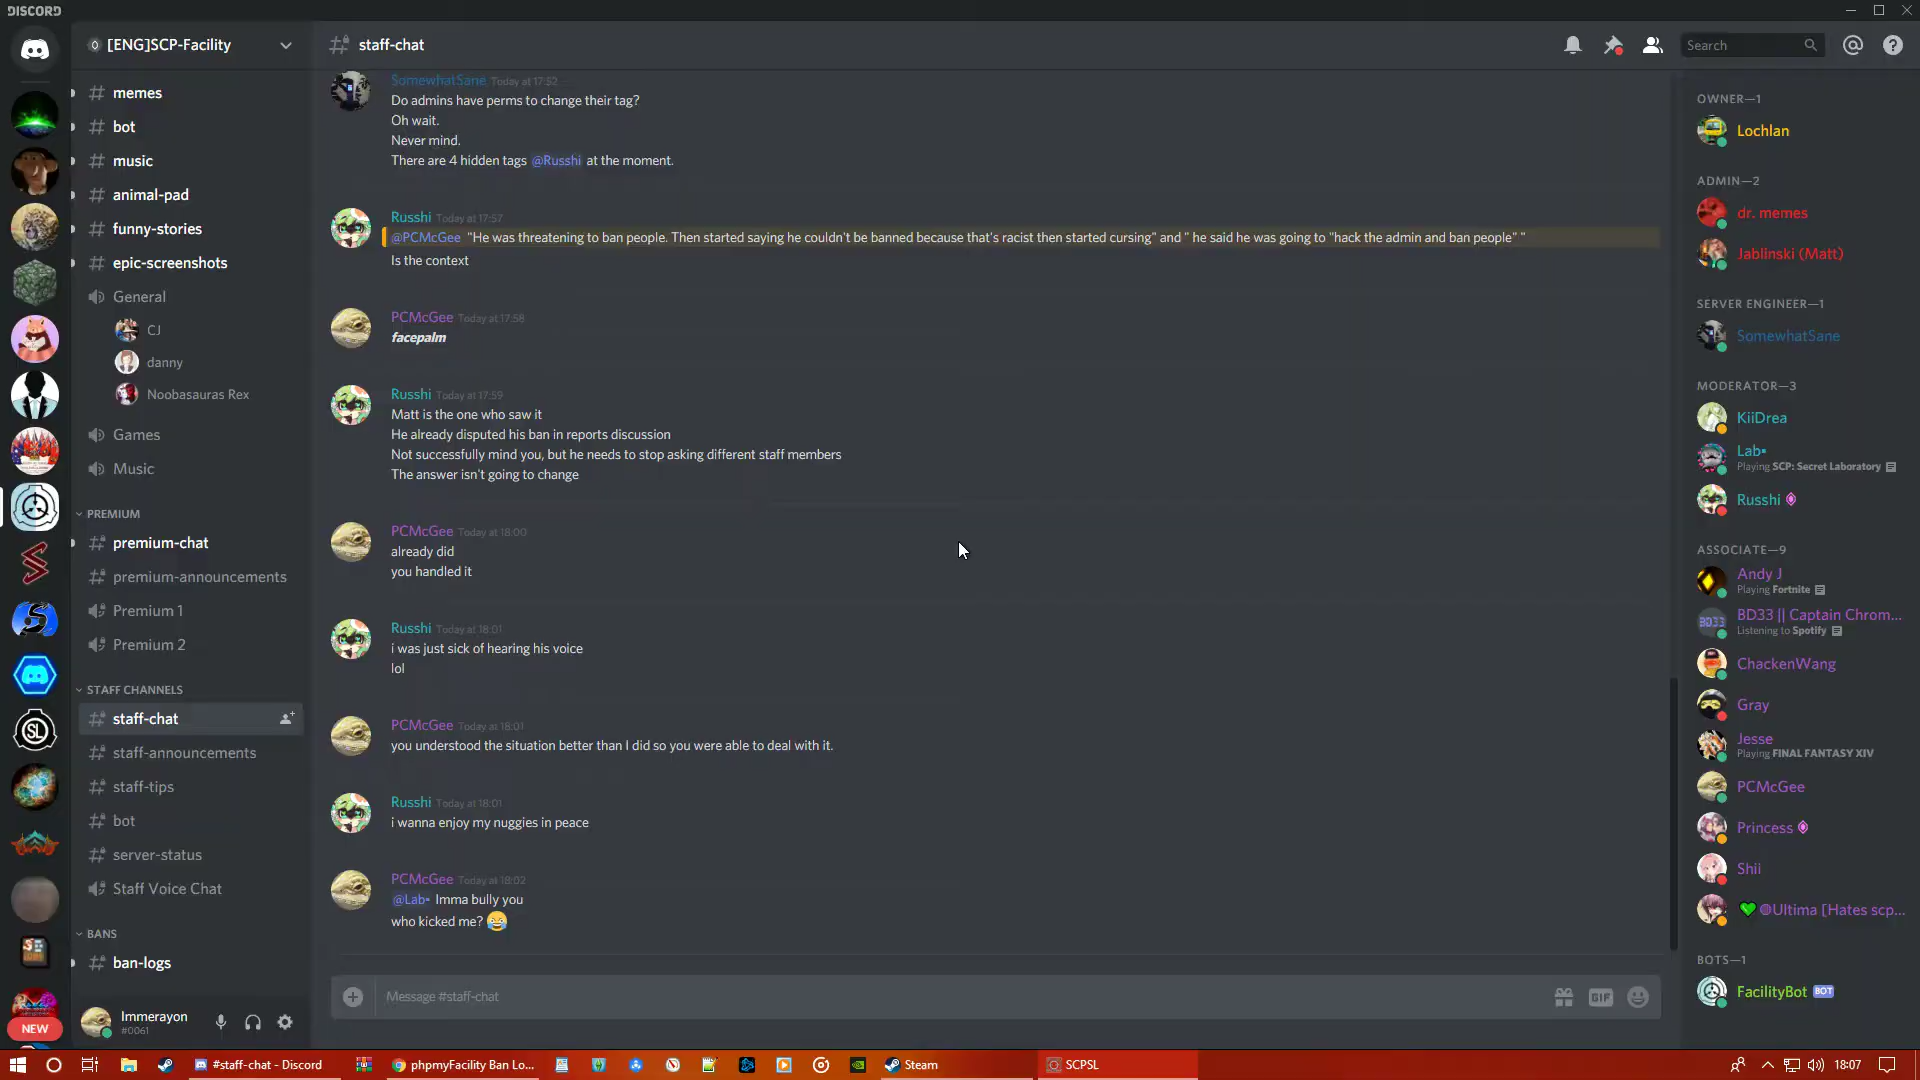 DISCORD
[ENG]SCP-Facility
staff-chat
Search
memes
bot
music
animal-pad
funny-stories
epic-screenshots
General
CJ
danny
Noobasauras Rex
Games
Music
PREMIUM
premium-chat
premium-announcements
Premium 1
Premium 2
STAFF CHANNELS
staff-chat
staff-announcements
staff-tips
bot
server-status
Staff Voice Chat
BANS
ban-logs
NEW
Immerayon
#0061
SomewhatSane Today at 17:52
Do admins have perms to change their tag?
Oh wait.
Never mind.
There are 4 hidden tags @Russhi at the moment.
Russhi Today at 17:57
@PCMcGee "He was threatening to ban people. Then started saying he couldn't be banned because that's racist then started cursing" and " he said he was going to "hack the admin and ban people" "
Is the context
PCMcGee Today at 17:58
facepalm
Russhi Today at 17:59
Matt is the one who saw it
He already disputed his ban in reports discussion
Not successfully mind you, but he needs to stop asking different staff members
The answer isn't going to change
PCMcGee Today at 18:00
already did
you handled it
Russhi Today at 18:01
i was just sick of hearing his voice
lol
PCMcGee Today at 18:01
you understood the situation better than I did so you were able to deal with it.
Russhi Today at 18:01
i wanna enjoy my nuggies in peace
PCMcGee Today at 18:02
@Lab• Imma bully you
who kicked me? 😂
Message #staff-chat
GIF
OWNER—1
Lochlan
ADMIN—2
dr. memes
Jablinski (Matt)
SERVER ENGINEER—1
SomewhatSane
MODERATOR—3
KiiDrea
Lab•
Playing SCP: Secret Laboratory
Russhi
ASSOCIATE—9
Andy J
Playing Fortnite
BD33
BD33 || Captain Chrom...
Listening to Spotify
ChackenWang
Gray
Jesse
Playing FINAL FANTASY XIV
PCMcGee
Princess
Shii
💚@Ultima [Hates scp...
BOTS—1
FacilityBot BOT
#staff-chat - Discord
phpmyFacility Ban Lo...
Steam
SCPSL
18:07